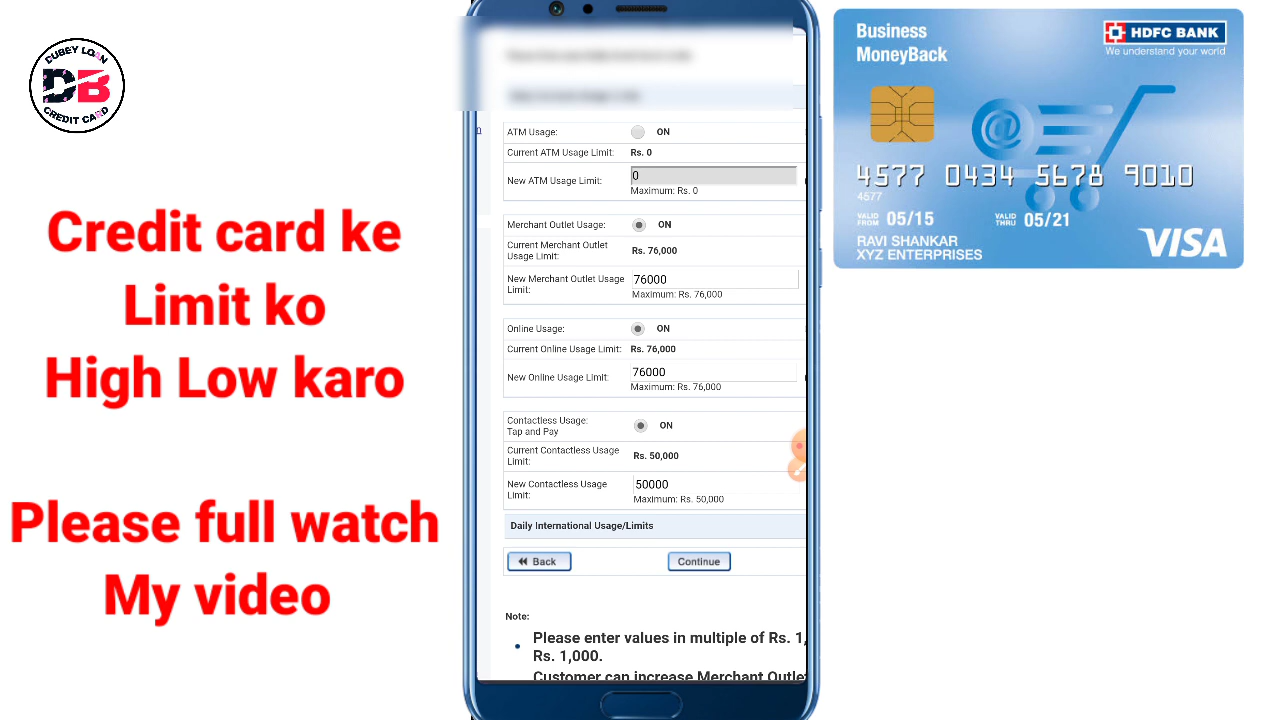 DUBEY LOAN
DB
CREDIT CARD
Credit card ke
Limit ko
High Low karo
Please full watch
My video
n
ATM Usage: ON
Current ATM Usage Limit: Rs. 0
New ATM Usage Limit: 0
Maximum: Rs. 0
Merchant Outlet Usage: ON
Current Merchant Outlet
Usage Limit: Rs. 76,000
New Merchant Outlet Usage
Limit: 76000
Maximum: Rs. 76,000
Online Usage: ON
Current Online Usage Limit: Rs. 76,000
New Online Usage Limit: 76000
Maximum: Rs. 76,000
Contactless Usage:
Tap and Pay ON
Current Contactless Usage
Limit: Rs. 50,000
New Contactless Usage
Limit: 50000
Maximum: Rs. 50,000
Daily International Usage/Limits
Back Continue
Note:
Please enter values in multiple of Rs. 1,
Rs. 1,000.
Customer can increase Merchant Outle
Business
MoneyBack
HDFC BANK
We understand your world
@
4577 0434 5678 9010
4577
VALID
FROM 05/15 VALID
THRU 05/21
RAVI SHANKAR
XYZ ENTERPRISES
VISA